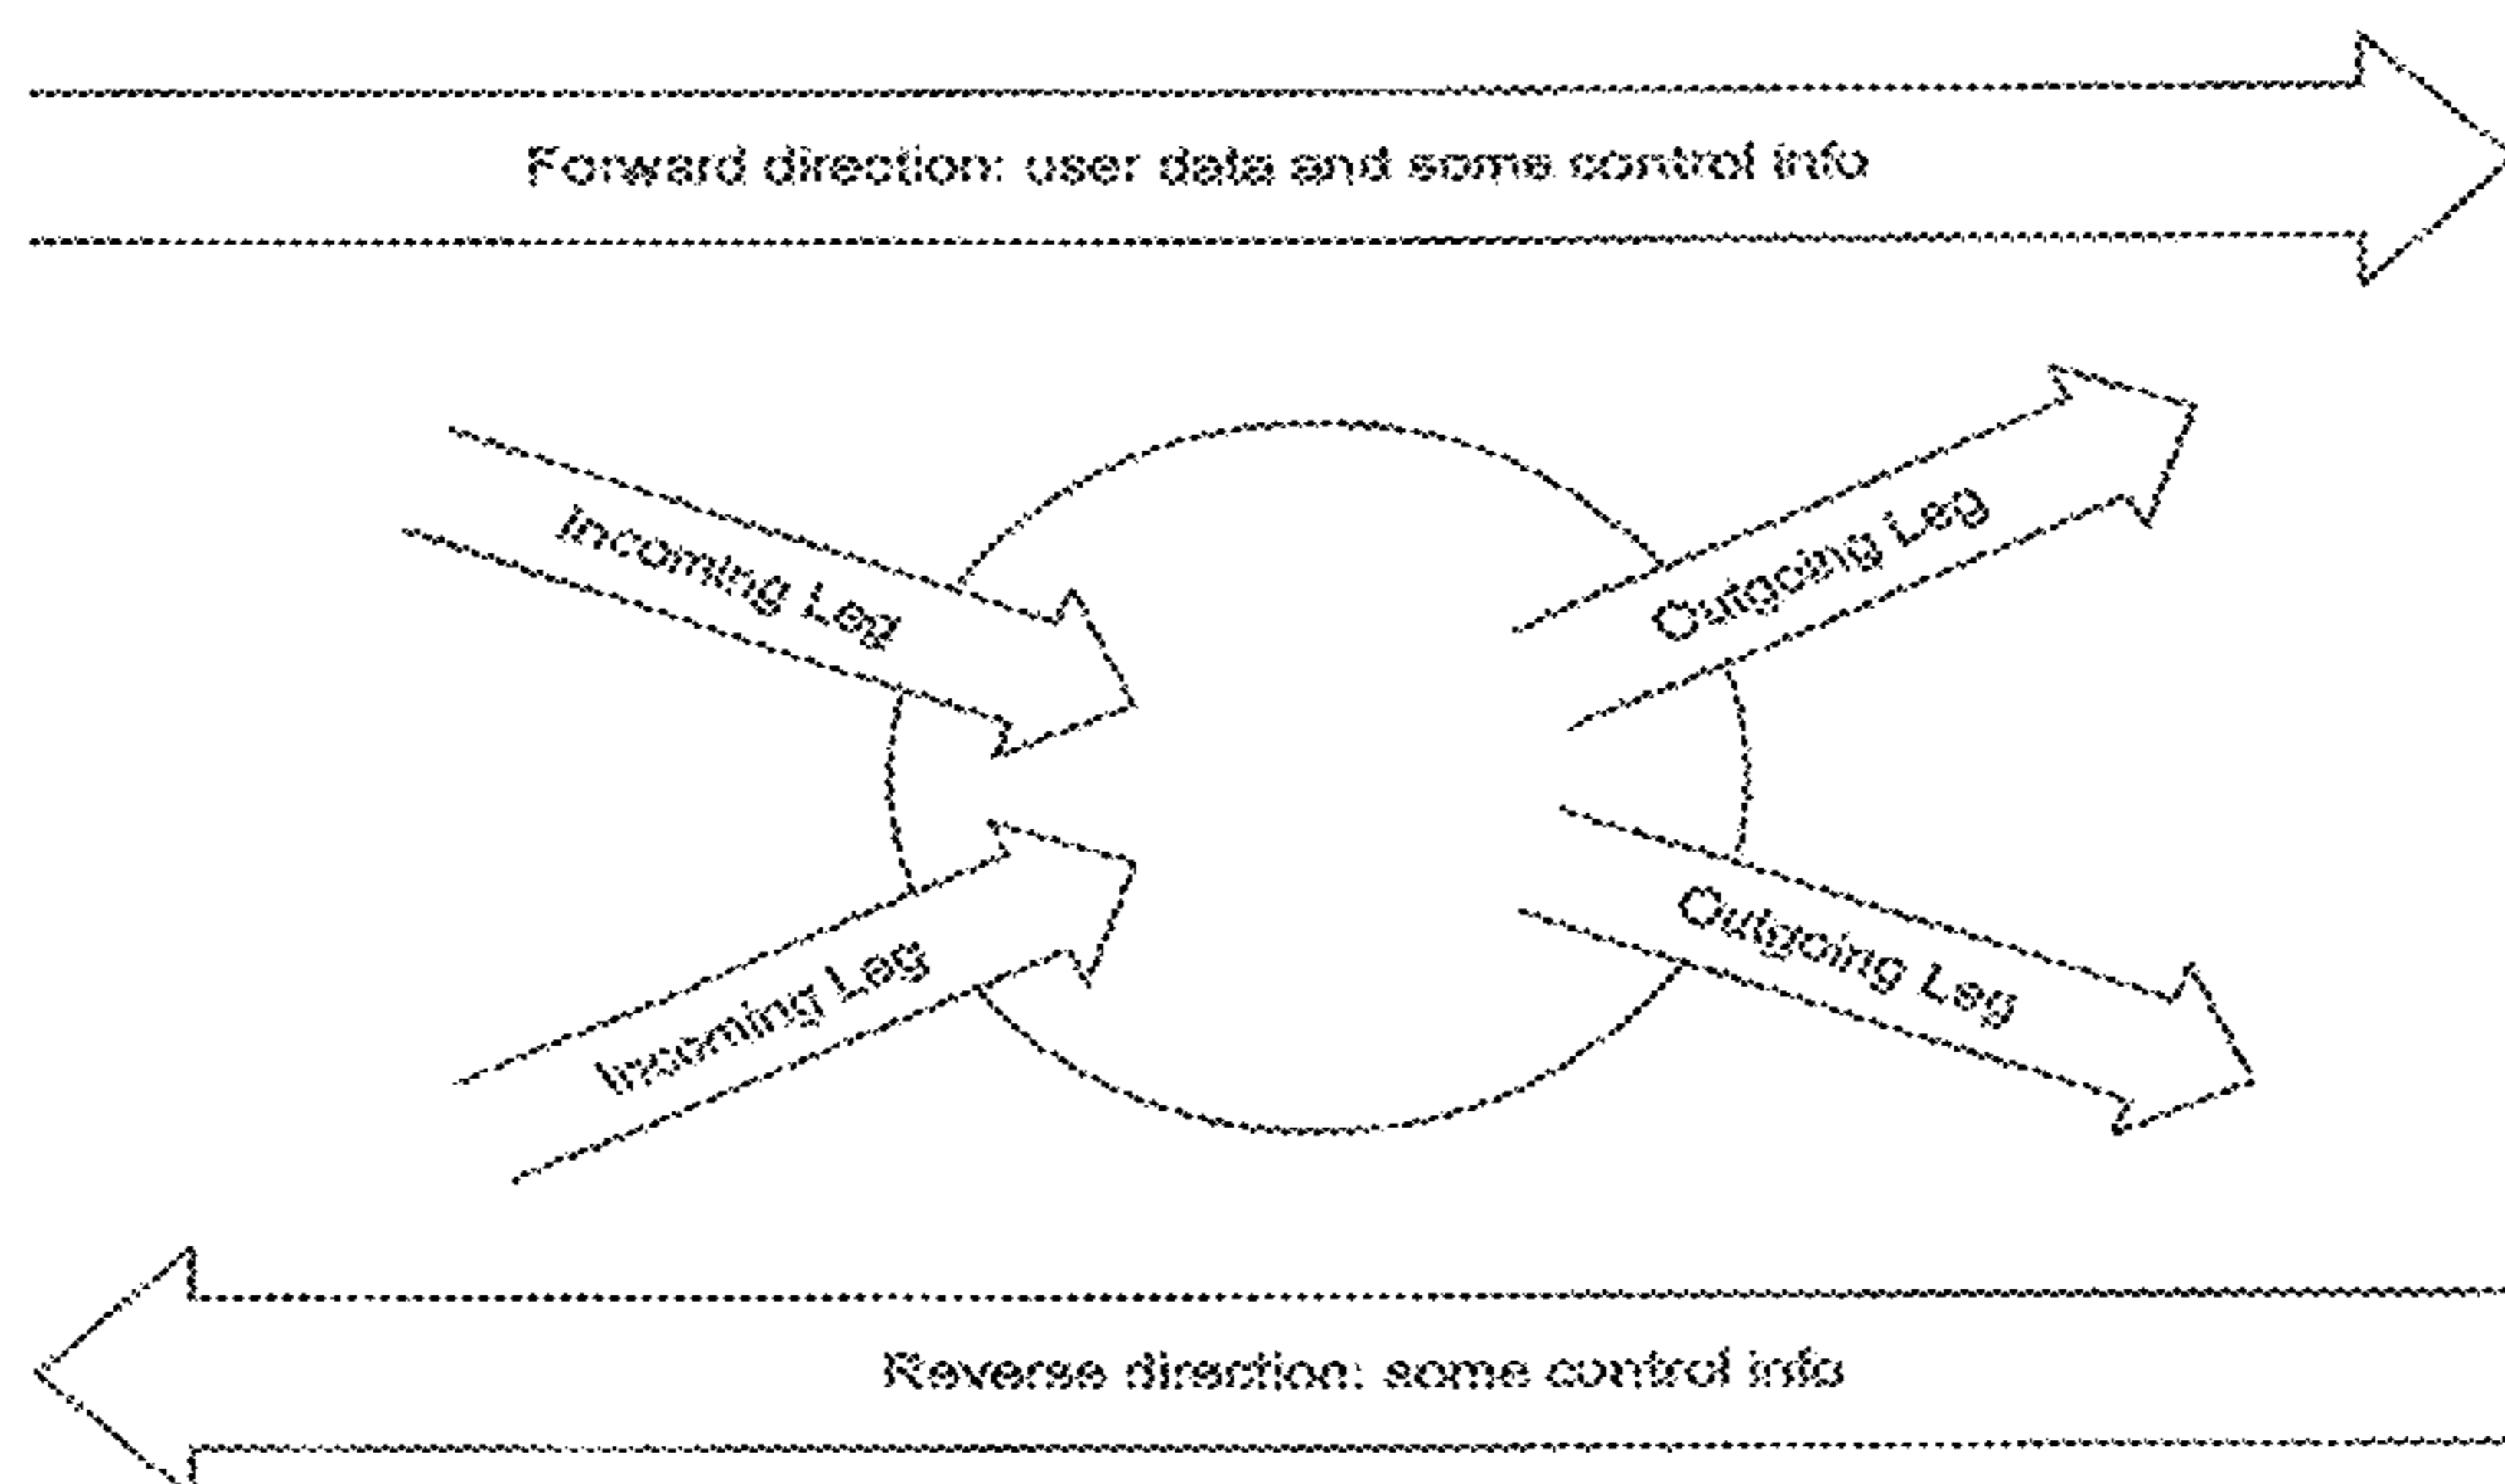 Forward direction: user data and some control info
Incoming Leg
Outgoing Leg
Incoming Leg
Outgoing Leg
Reverse direction: some control info